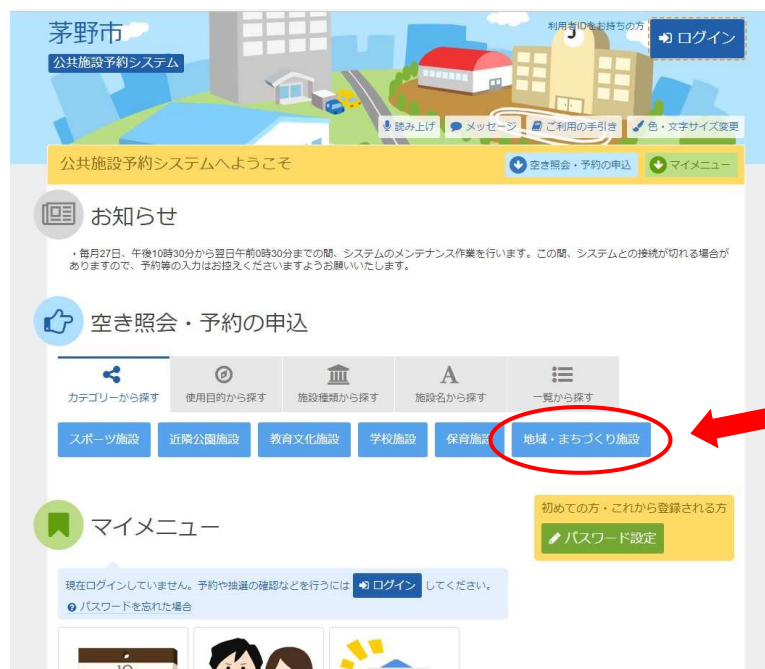 茅野市
公共施設予約システム
利用者IDをお持ちの方
ログイン
読み上げ
メッセージ
ご利用の手引き
色・文字サイズ変更
公共施設予約システムへようこそ
空き照会・予約の申込
マイメニュー
お知らせ
・毎月27日、午後10時30分から翌日午前0時30分までの間、システムのメンテナンス作業を行います。この間、システムとの接続が切れる場合が
ありますので、予約等の入力はお控えくださいますようお願いいたします。
空き照会・予約の申込
カテゴリーから探す
使用目的から探す
施設種類から探す
A
施設名から探す
一覧から探す
スポーツ施設
近隣公園施設
教育文化施設
学校施設
保育施設
地域・まちづくり施設
マイメニュー
初めての方・これから登録される方
パスワード設定
現在ログインしていません。予約や抽選の確認などを行うには ログイン してください。
パスワードを忘れた場合